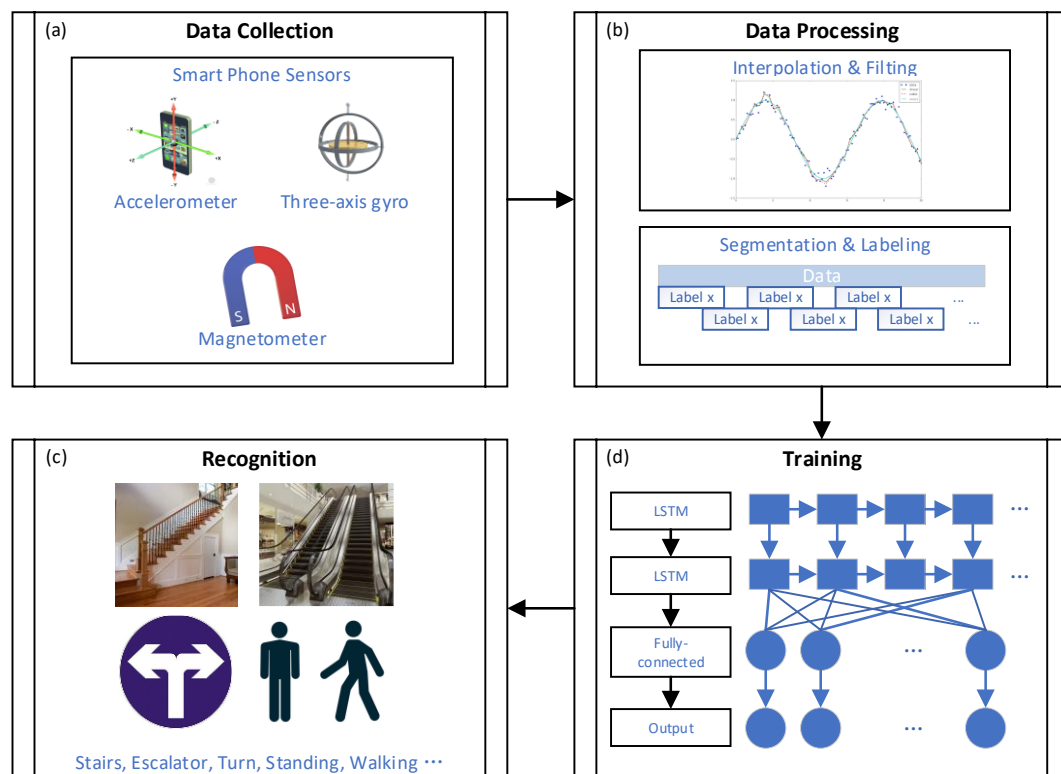 (a)
Data Collection
Smart Phone Sensors
+Y
-X
-Z
+Z
+X
-Y
Accelerometer
Three-axis gyro
S
N
Magnetometer
(b)
Data Processing
Interpolation & Filting
Segmentation & Labeling
Data
Label x
Label x
Label x
...
Label x
Label x
Label x
...
(c)
Recognition
Stairs, Escalator, Turn, Standing, Walking ···
(d)
Training
LSTM
···
LSTM
···
Fully-
connected
···
Output
···